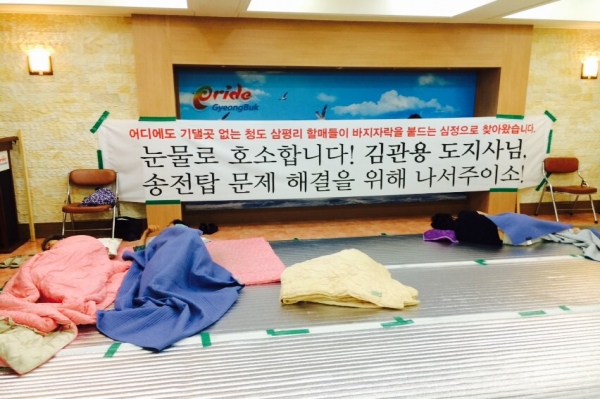 pride
GyeongBuk
어디에도 기댈곳 없는 청도 삼평리 할매들이 바지자락을 붙드는 심정으로 찾아왔습니다.
눈물로 호소합니다! 김관용 도지사님.
송전탑 문제 해결을 위해 나서주이소!